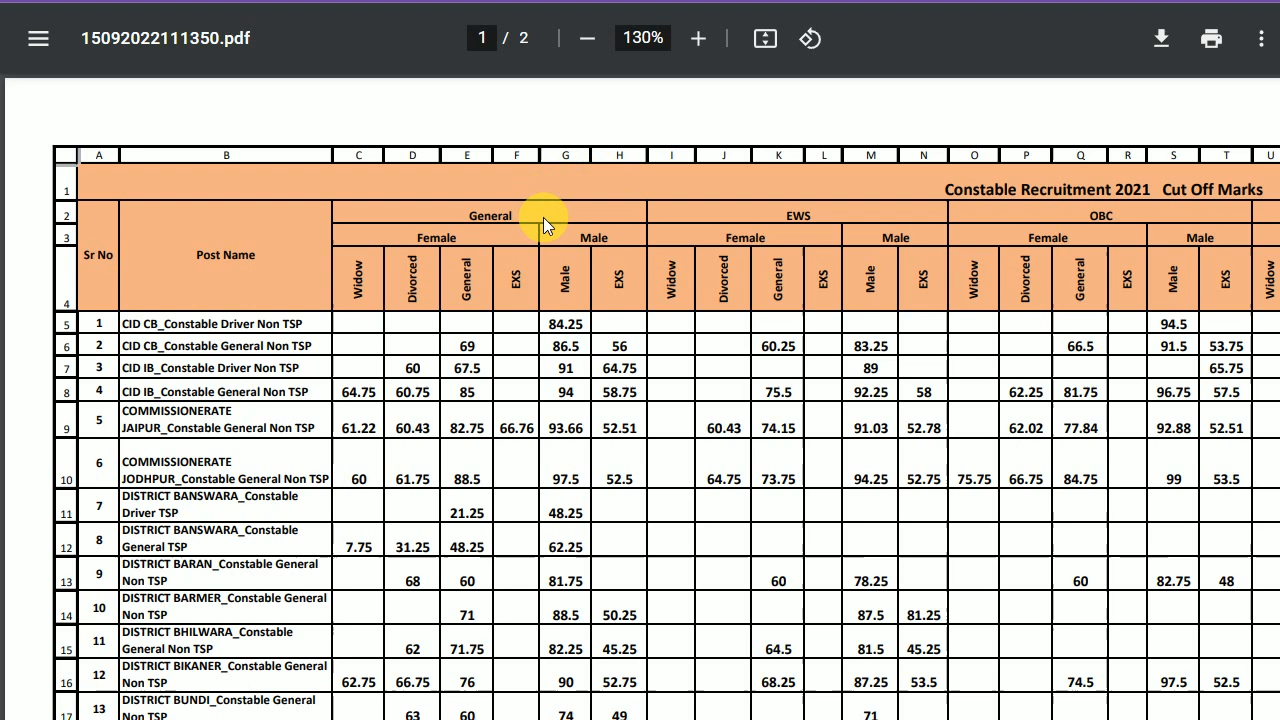 15092022111350.pdf 1 / 2 130%
A B C D E F G H I J K L M N O P Q R S T U
1 Constable Recruitment 2021 Cut Off Marks
2 General EWS OBC
3 Sr No Post Name Female Male Female Male Female Male
4 Widow Divorced General EXS Male EXS Widow Divorced General EXS Male EXS Widow Divorced General EXS Male EXS Widow
5 1 CID CB_Constable Driver Non TSP 84.25 94.5
6 2 CID CB_Constable General Non TSP 69 86.5 56 60.25 83.25 66.5 91.5 53.75
7 3 CID IB_Constable Driver Non TSP 60 67.5 91 64.75 89 65.75
8 4 CID IB_Constable General Non TSP 64.75 60.75 85 94 58.75 75.5 92.25 58 62.25 81.75 96.75 57.5
5 COMMISSIONERATE
9 JAIPUR_Constable General Non TSP 61.22 60.43 82.75 66.76 93.66 52.51 60.43 74.15 91.03 52.78 62.02 77.84 92.88 52.51
6 COMMISSIONERATE
10 JODHPUR_Constable General Non TSP 60 61.75 88.5 97.5 52.5 64.75 73.75 94.25 52.75 75.75 66.75 84.75 99 53.5
7 DISTRICT BANSWARA_Constable
11 Driver TSP 21.25 48.25
8 DISTRICT BANSWARA_Constable
12 General TSP 7.75 31.25 48.25 62.25
9 DISTRICT BARAN_Constable General
13 Non TSP 68 60 81.75 60 78.25 60 82.75 48
10 DISTRICT BARMER_Constable General
14 Non TSP 71 88.5 50.25 87.5 81.25
11 DISTRICT BHILWARA_Constable
15 General Non TSP 62 71.75 82.25 45.25 64.5 81.5 45.25
12 DISTRICT BIKANER_Constable General
16 Non TSP 62.75 66.75 76 90 52.75 68.25 87.25 53.5 74.5 97.5 52.5
13 DISTRICT BUNDI_Constable General
17 Non TSP 63 60 74 49 71